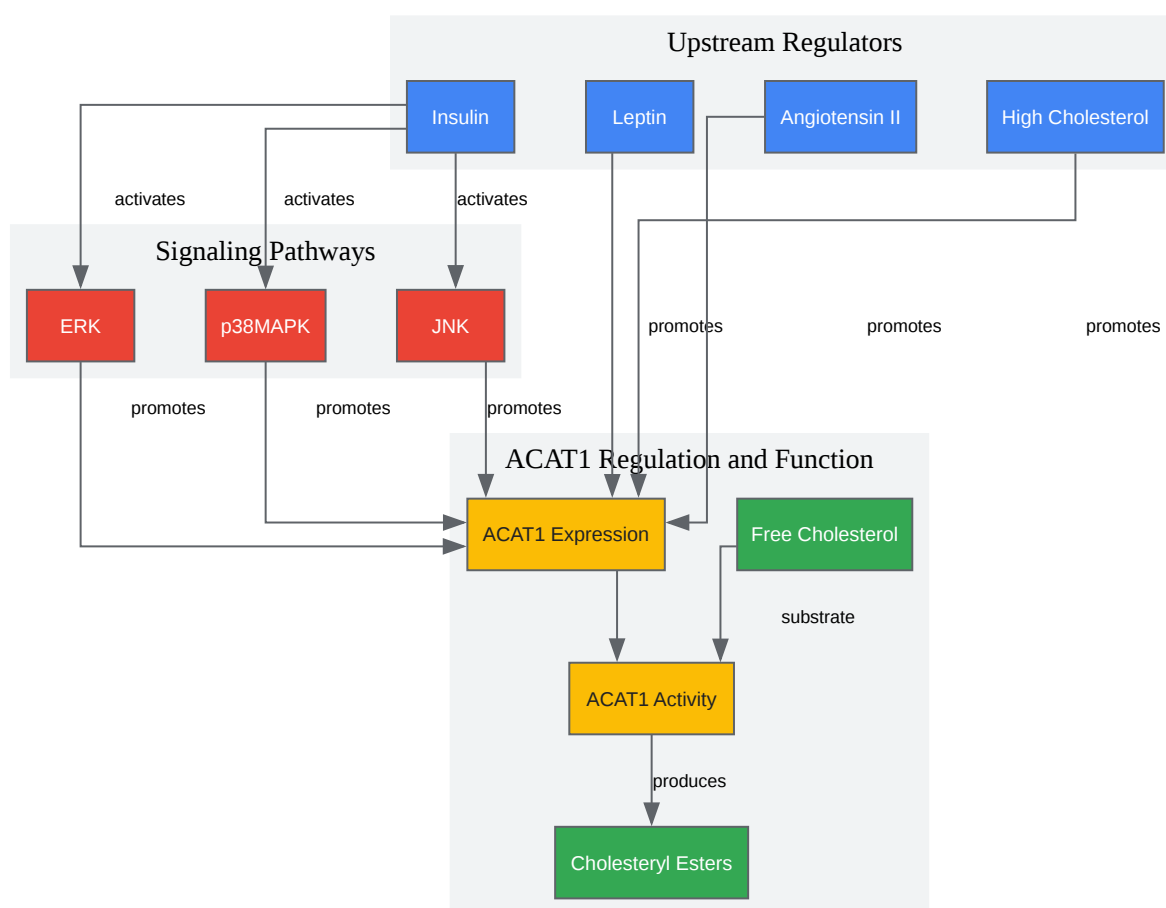 Upstream Regulators
Insulin
Leptin
Angiotensin II
High Cholesterol
activates
activates
activates
Signaling Pathways
ERK
p38MAPK
JNK
promotes
promotes
promotes
promotes
promotes
promotes
ACAT1 Regulation and Function
ACAT1 Expression
Free Cholesterol
substrate
ACAT1 Activity
produces
Cholesteryl Esters